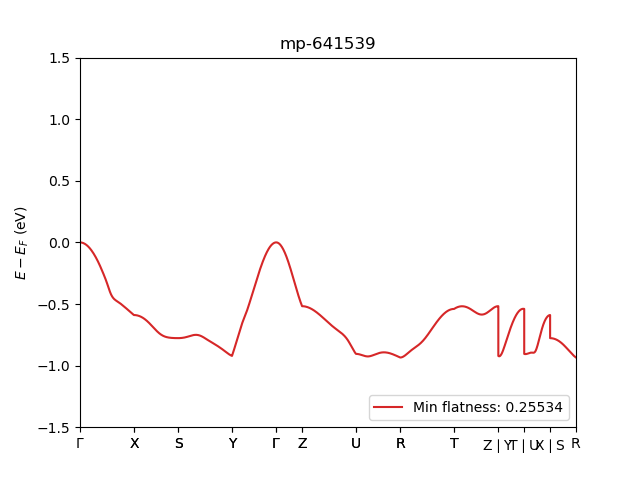 mp-641539
E − E_F (eV)
1.5
1.0
0.5
0.0
−0.5
−1.0
−1.5
Min flatness: 0.25534
Γ X S Y Γ Z U R T Z | Y T | U X | S R